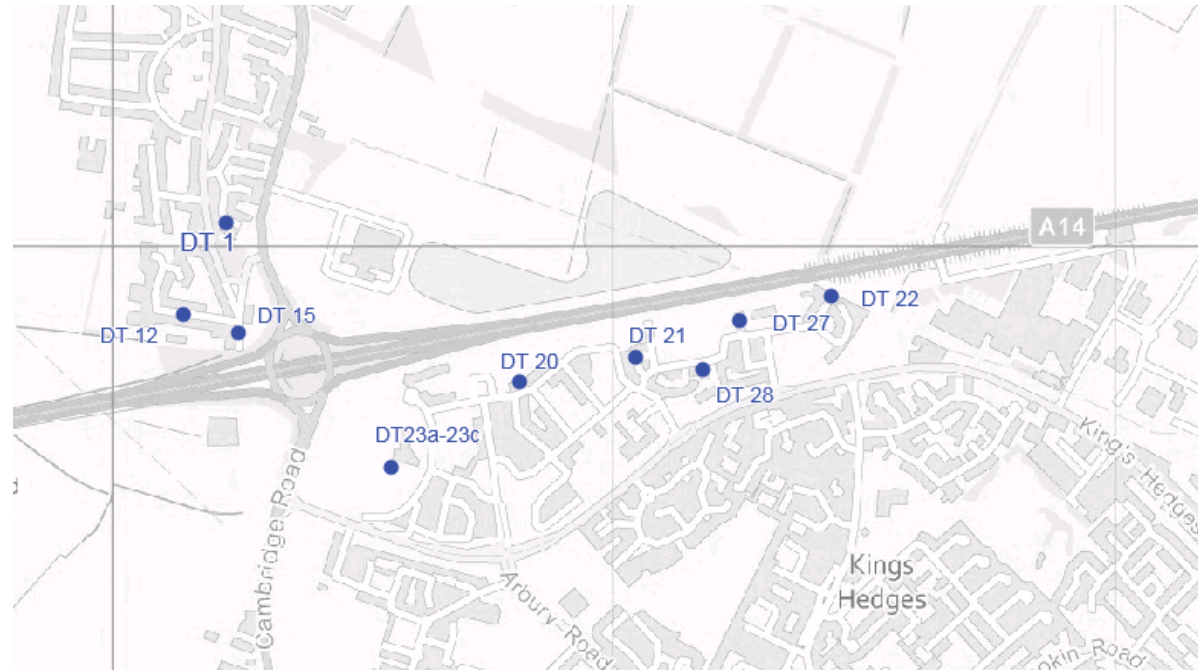 A14
DT 1
DT 22
DT 15
DT 27
DT 12
DT 21
DT 20
DT 28
DT23a-23c
King's Hedges
Cambridge Road
Kings
Hedges
Arbury Road
Road